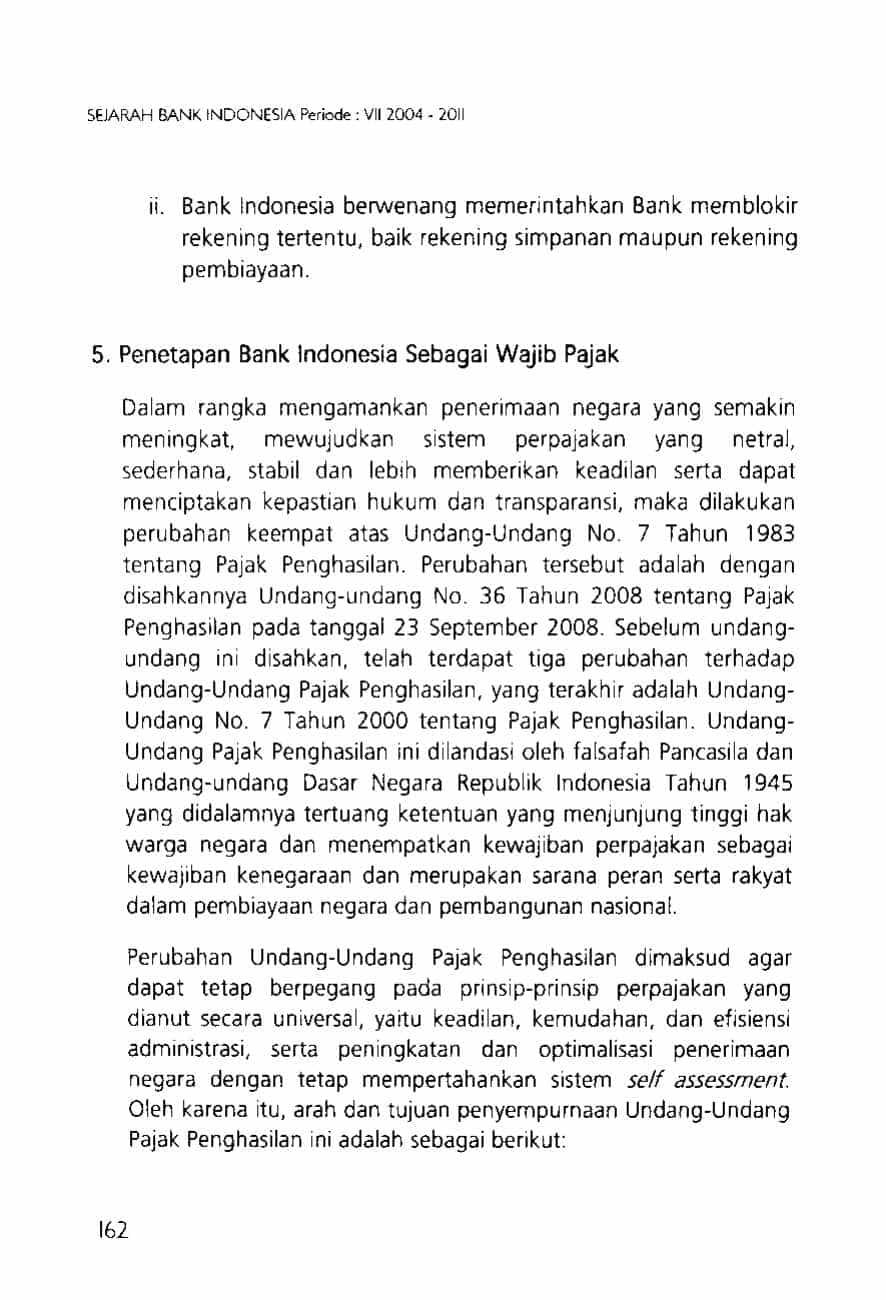 SEJARAH BANK INDONESIA Periode : VII 2004 - 2011
ii. Bank Indonesia berwenang memerintahkan Bank memblokir
rekening tertentu, baik rekening simpanan maupun rekening
pembiayaan.
5. Penetapan Bank Indonesia Sebagai Wajib Pajak
Dalam rangka mengamankan penerimaan negara yang semakin
meningkat, mewujudkan sistem perpajakan yang netral,
sederhana, stabil dan lebih memberikan keadilan serta dapat
menciptakan kepastian hukum dan transparansi, maka dilakukan
perubahan keempat atas Undang-Undang No. 7 Tahun 1983
tentang Pajak Penghasilan. Perubahan tersebut adalah dengan
disahkannya Undang-undang No. 36 Tahun 2008 tentang Pajak
Penghasilan pada tanggal 23 September 2008. Sebelum undang-
undang ini disahkan, telah terdapat tiga perubahan terhadap
Undang-Undang Pajak Penghasilan, yang terakhir adalah Undang-
Undang No. 7 Tahun 2000 tentang Pajak Penghasilan. Undang-
Undang Pajak Penghasilan ini dilandasi oleh falsafah Pancasila dan
Undang-undang Dasar Negara Republik Indonesia Tahun 1945
yang didalamnya tertuang ketentuan yang menjunjung tinggi hak
warga negara dan menempatkan kewajiban perpajakan sebagai
kewajiban kenegaraan dan merupakan sarana peran serta rakyat
dalam pembiayaan negara dan pembangunan nasional.
Perubahan Undang-Undang Pajak Penghasilan dimaksud agar
dapat tetap berpegang pada prinsip-prinsip perpajakan yang
dianut secara universal, yaitu keadilan, kemudahan, dan efisiensi
administrasi, serta peningkatan dan optimalisasi penerimaan
negara dengan tetap mempertahankan sistem self assessment.
Oleh karena itu, arah dan tujuan penyempurnaan Undang-Undang
Pajak Penghasilan ini adalah sebagai berikut:
162